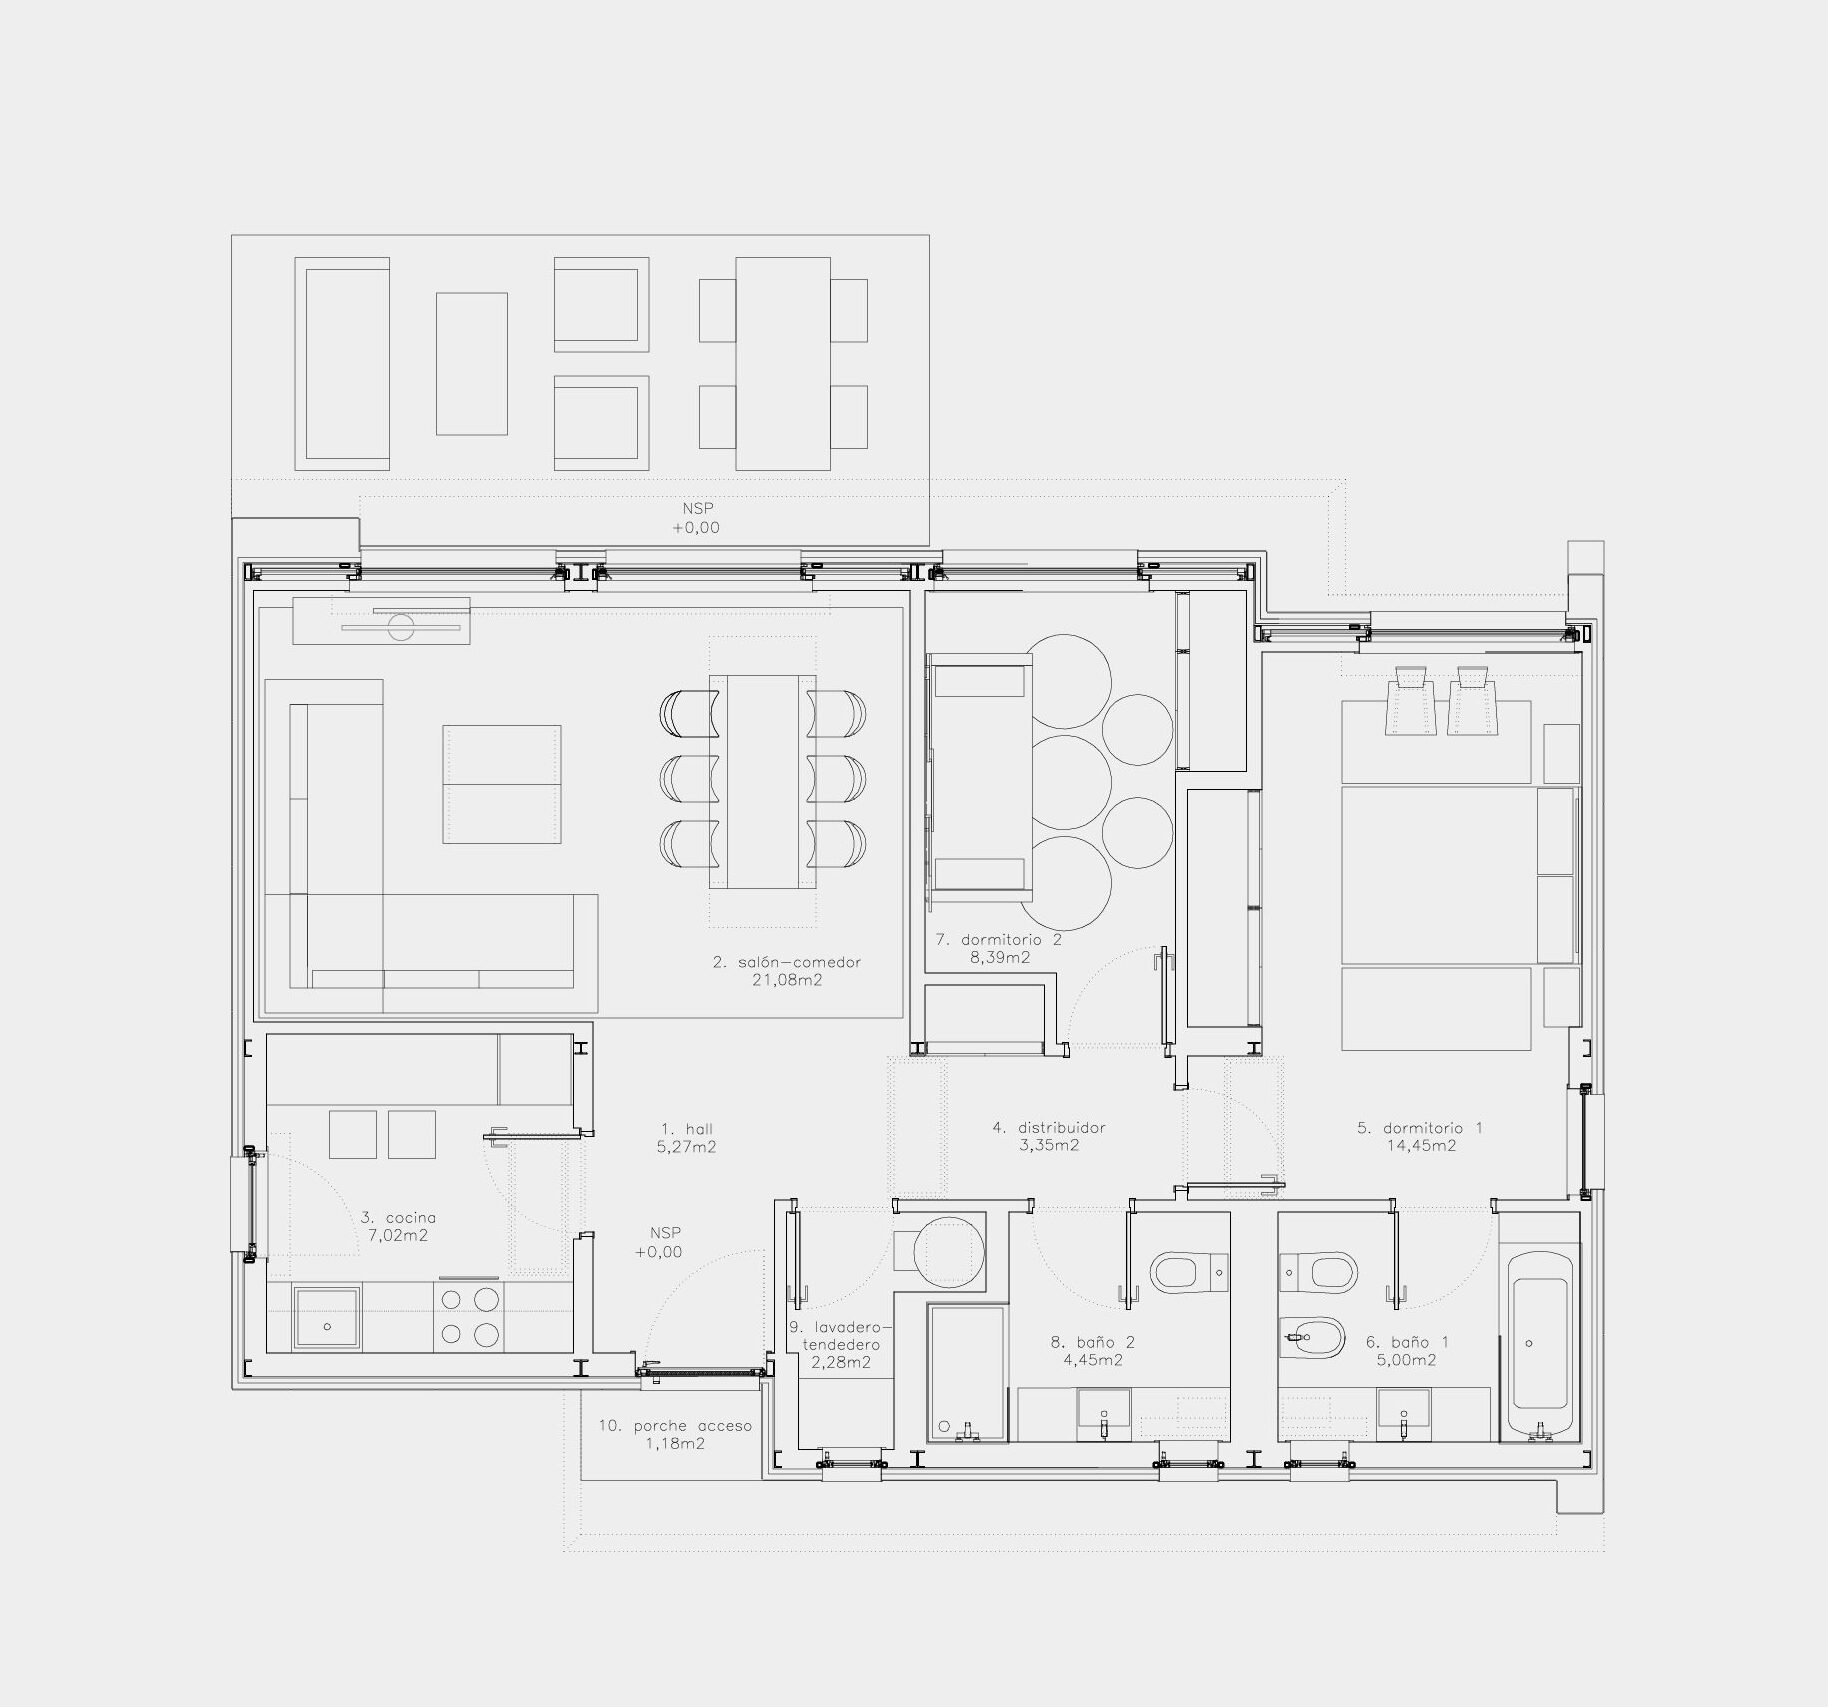 NSP
+0,00
7. dormitorio 2
8,39m2
2. salón-comedor
21,08m2
1. hall
5,27m2
4. distribuidor
3,35m2
5. dormitorio 1
14,45m2
3. cocina
7,02m2
NSP
+0,00
9. lavadero-
tendedero
2,28m2
8. baño 2
4,45m2
6. baño 1
5,00m2
10. porche acceso
1,18m2